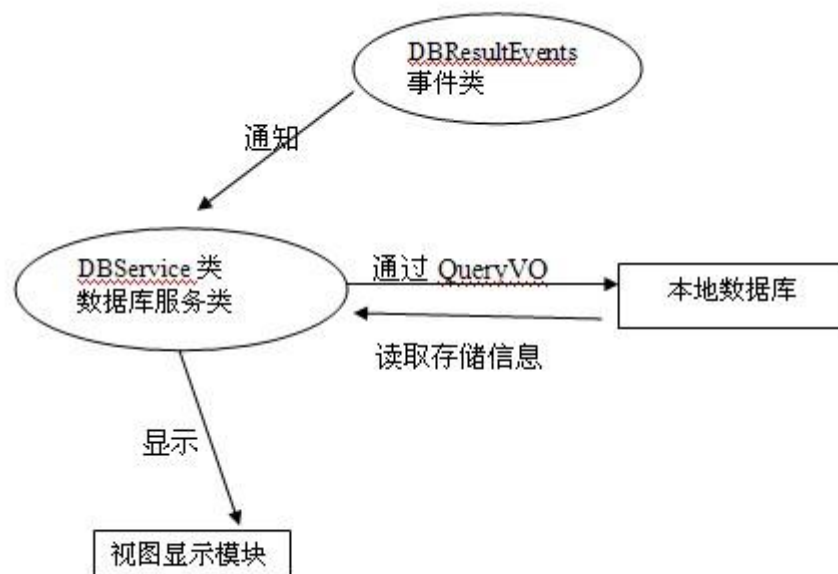 DBResultEvents
事件类
通知
DBService 类
数据库服务类
通过 QueryVO
本地数据库
读取存储信息
显示
视图显示模块